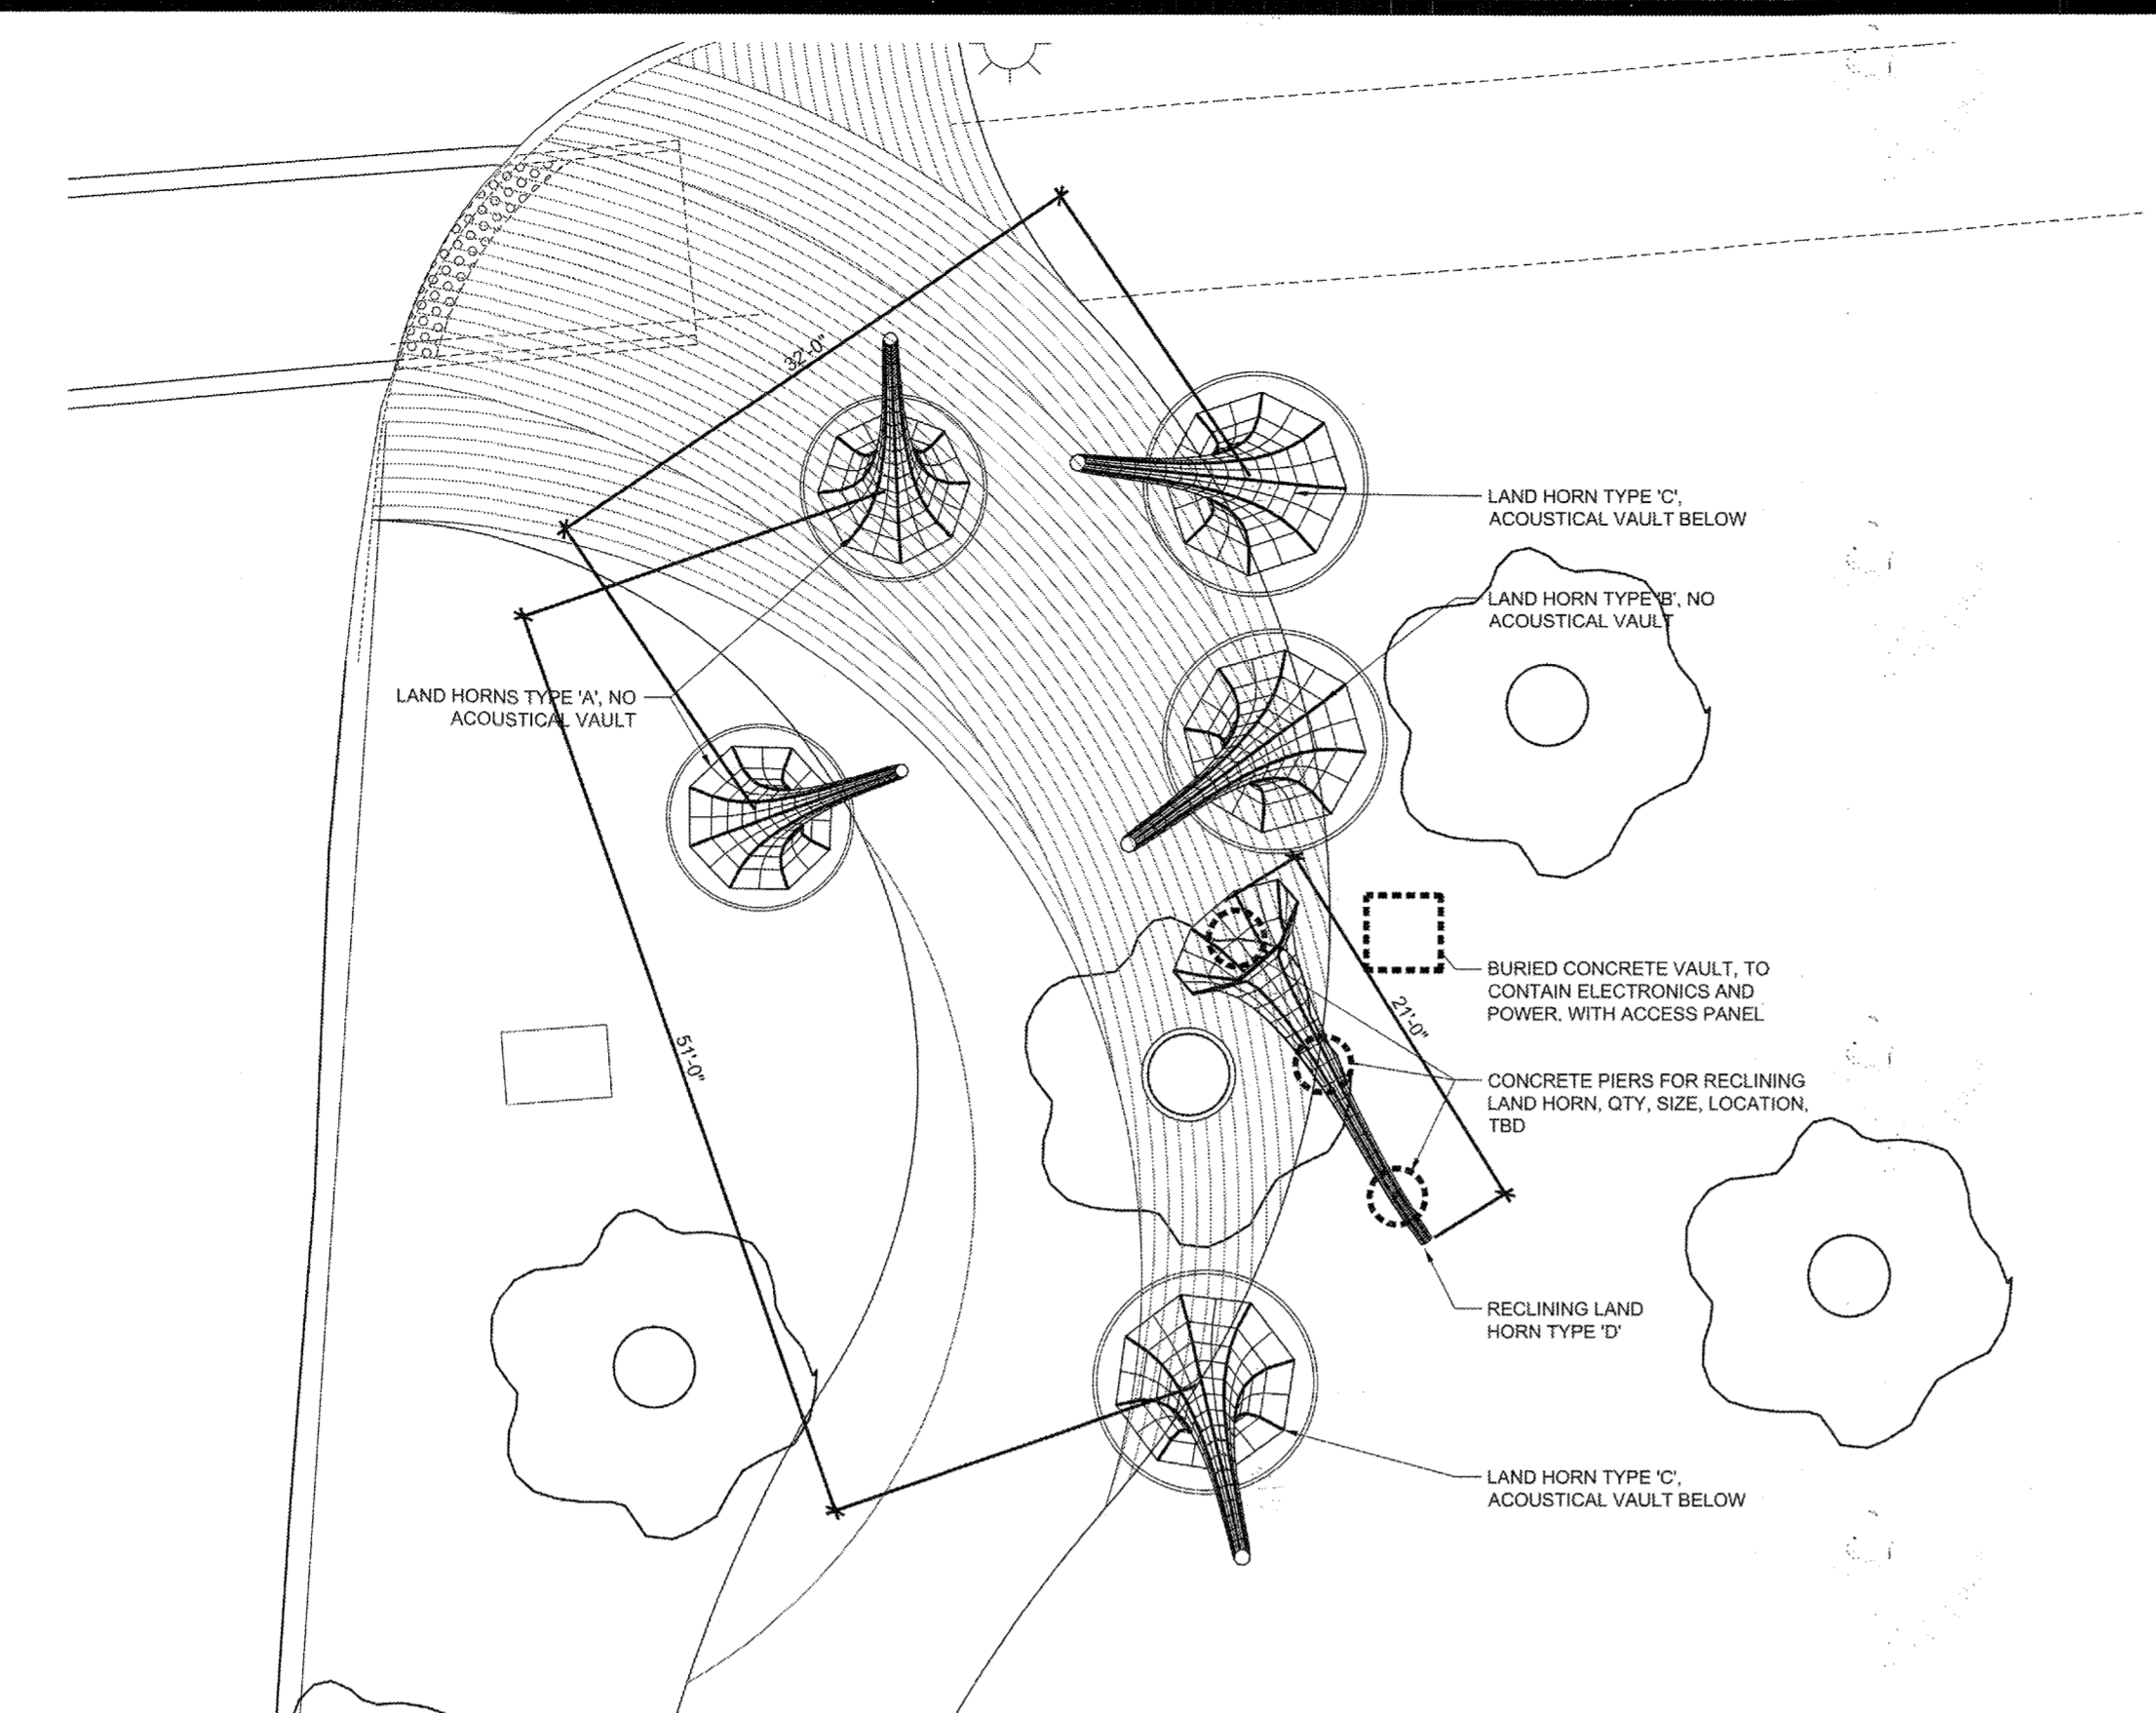 32'-0"
LAND HORN TYPE 'C',
ACOUSTICAL VAULT BELOW
LAND HORN TYPE 'B', NO
ACOUSTICAL VAULT
LAND HORNS TYPE 'A', NO
ACOUSTICAL VAULT
BURIED CONCRETE VAULT, TO
CONTAIN ELECTRONICS AND
POWER, WITH ACCESS PANEL
21'-0"
51'-0"
CONCRETE PIERS FOR RECLINING
LAND HORN, QTY, SIZE, LOCATION,
TBD
RECLINING LAND
HORN TYPE 'D'
LAND HORN TYPE 'C',
ACOUSTICAL VAULT BELOW